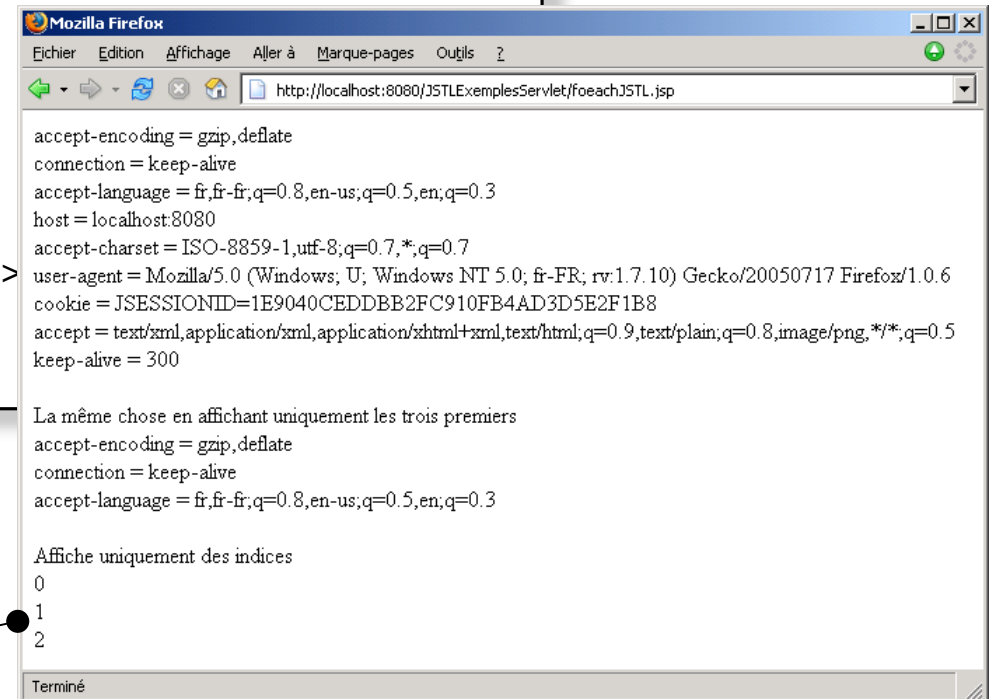 Mozilla Firefox
Fichier Edition Affichage Aller à Marque-pages Outils ?
http://localhost:8080/JSTLExemplesServlet/foeachJSTL.jsp
accept-encoding = gzip,deflate
connection = keep-alive
accept-language = fr,fr-fr;q=0.8,en-us;q=0.5,en;q=0.3
host = localhost:8080
accept-charset = ISO-8859-1,utf-8;q=0.7,*;q=0.7
>
user-agent = Mozilla/5.0 (Windows; U; Windows NT 5.0; fr-FR; rv:1.7.10) Gecko/20050717 Firefox/1.0.6
cookie = JSESSIONID=1E9040CEDDBB2FC910FB4AD3D5E2F1B8
accept = text/xml,application/xml,application/xhtml+xml,text/html;q=0.9,text/plain;q=0.8,image/png,*/*;q=0.5
keep-alive = 300
La même chose en affichant uniquement les trois premiers
accept-encoding = gzip,deflate
connection = keep-alive
accept-language = fr,fr-fr;q=0.8,en-us;q=0.5,en;q=0.3
Affiche uniquement des indices
0
1
2
Terminé